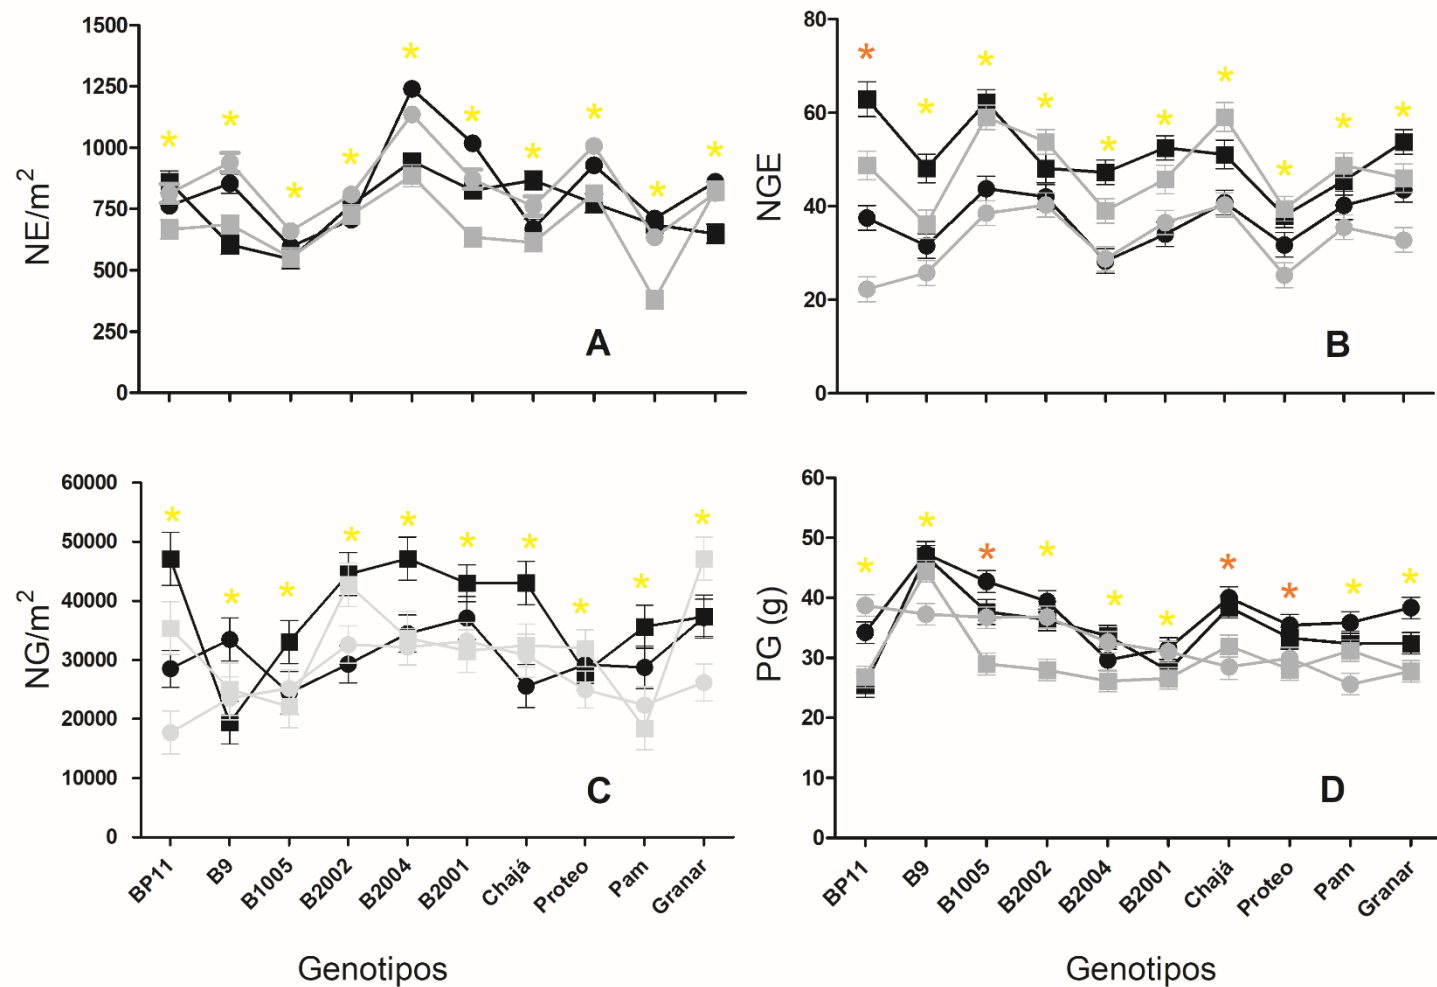 1500
1250
1000
750
500
250
0
NE/m²
A
80
60
40
20
0
NGE
B
60000
50000
40000
30000
20000
10000
0
NG/m²
C
BP11
B9
B1005
B2002
B2004
B2001
Chajá
Proteo
Pam
Granar
Genotipos
60
50
40
30
20
10
0
PG (g)
D
BP11
B9
B1005
B2002
B2004
B2001
Chajá
Proteo
Pam
Granar
Genotipos